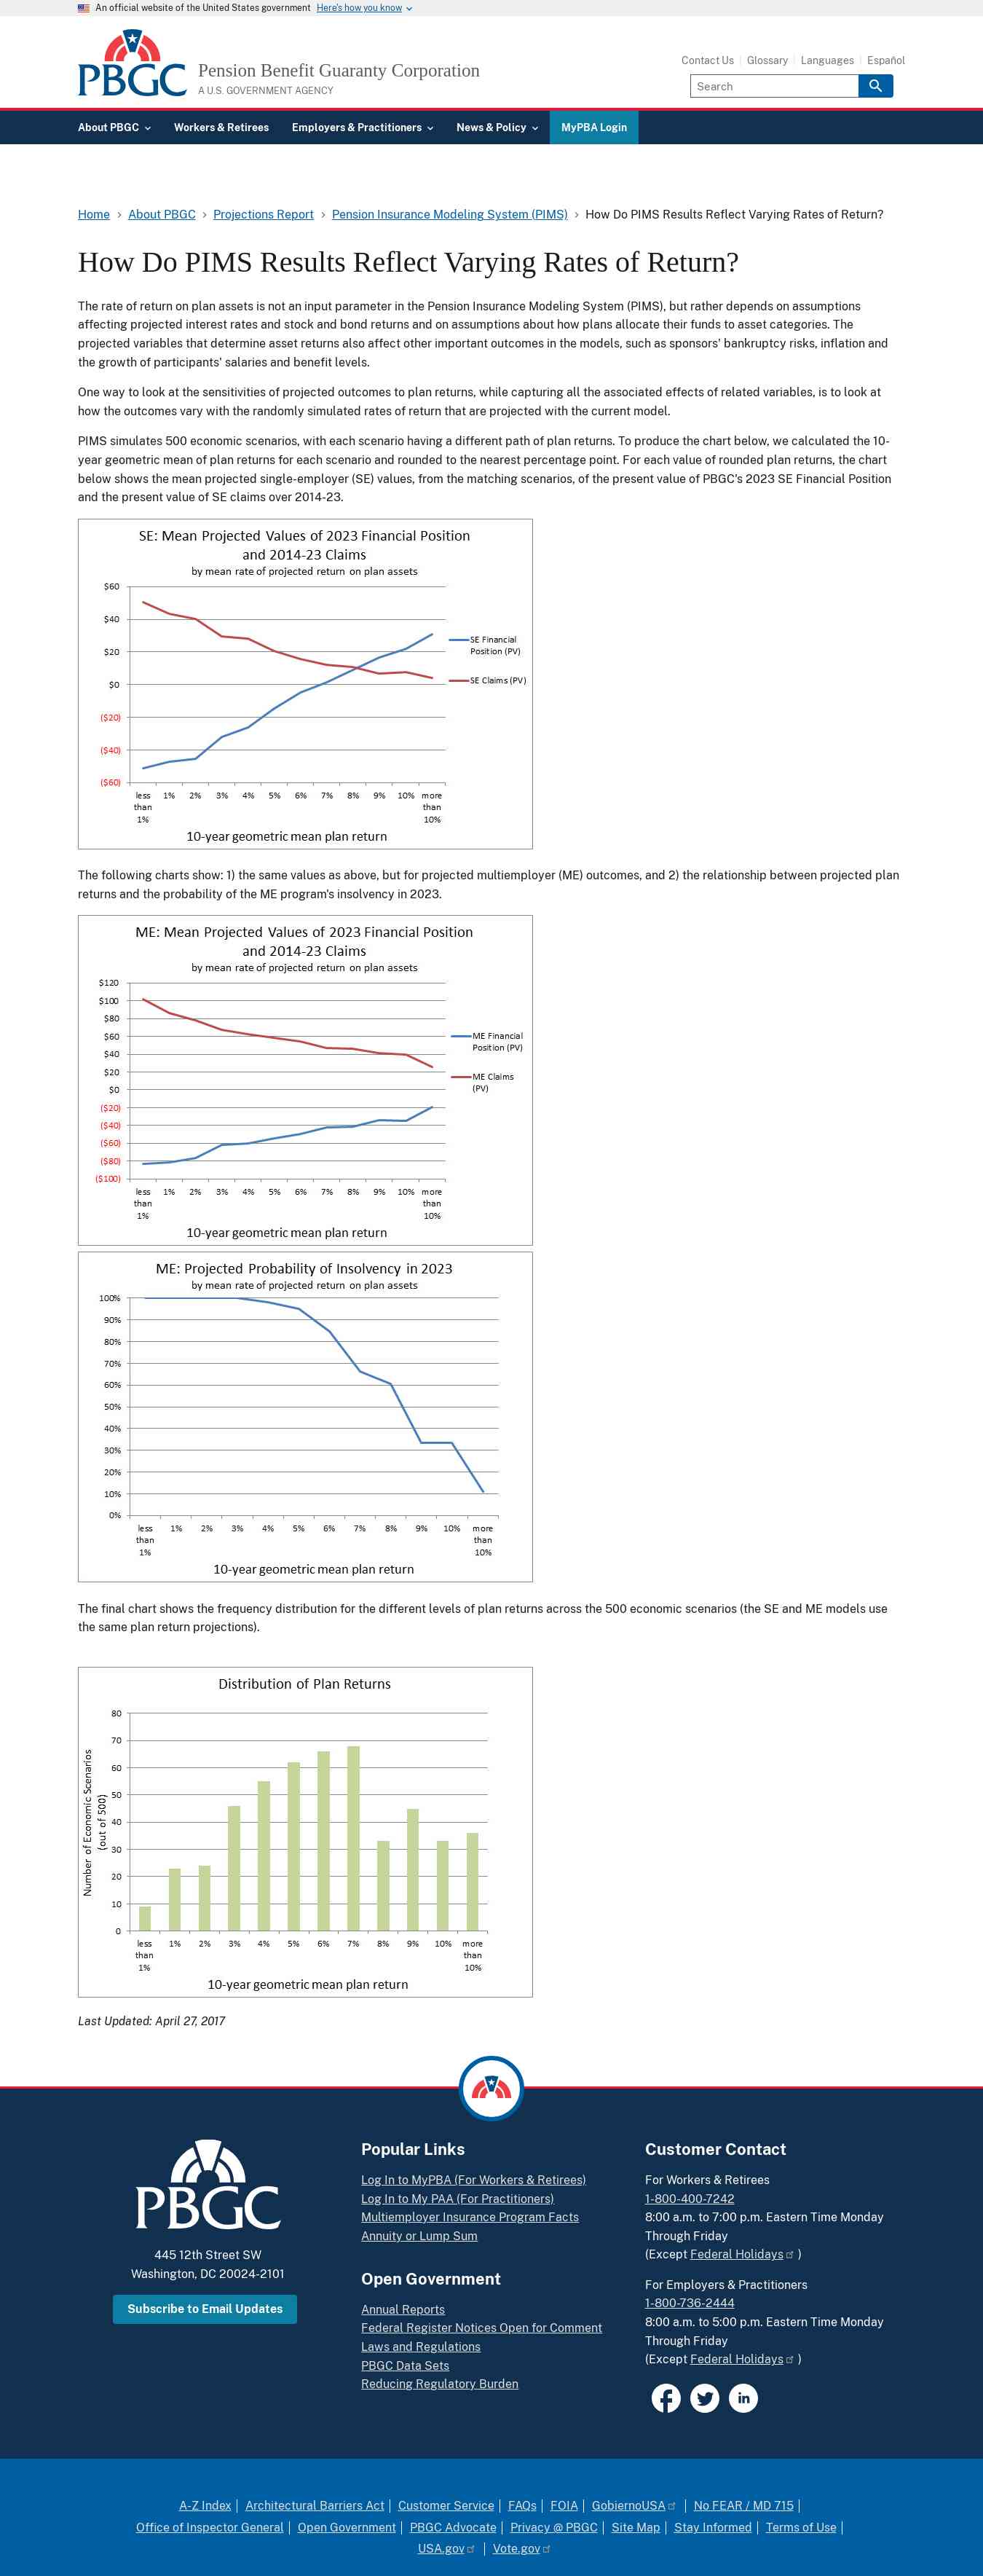 An official website of the United States government Here's how you know
PBGC
Pension Benefit Guaranty Corporation
A U.S. GOVERNMENT AGENCY
Contact Us Glossary Languages Español
Search
About PBGC Workers & Retirees Employers & Practitioners News & Policy MyPBA Login
Home > About PBGC > Projections Report > Pension Insurance Modeling System (PIMS) > How Do PIMS Results Reflect Varying Rates of Return?
How Do PIMS Results Reflect Varying Rates of Return?
The rate of return on plan assets is not an input parameter in the Pension Insurance Modeling System (PIMS), but rather depends on assumptions
affecting projected interest rates and stock and bond returns and on assumptions about how plans allocate their funds to asset categories. The
projected variables that determine asset returns also affect other important outcomes in the models, such as sponsors' bankruptcy risks, inflation and
the growth of participants' salaries and benefit levels.
One way to look at the sensitivities of projected outcomes to plan returns, while capturing all the associated effects of related variables, is to look at
how the outcomes vary with the randomly simulated rates of return that are projected with the current model.
PIMS simulates 500 economic scenarios, with each scenario having a different path of plan returns. To produce the chart below, we calculated the 10-
year geometric mean of plan returns for each scenario and rounded to the nearest percentage point. For each value of rounded plan returns, the chart
below shows the mean projected single-employer (SE) values, from the matching scenarios, of the present value of PBGC's 2023 SE Financial Position
and the present value of SE claims over 2014-23.
SE: Mean Projected Values of 2023 Financial Position
and 2014-23 Claims
by mean rate of projected return on plan assets
$60
$40
$20
$0
($20)
($40)
($60)
SE Financial
Position (PV)
SE Claims (PV)
less 1% 2% 3% 4% 5% 6% 7% 8% 9% 10% more
than than
1% 10%
10-year geometric mean plan return
The following charts show: 1) the same values as above, but for projected multiemployer (ME) outcomes, and 2) the relationship between projected plan
returns and the probability of the ME program's insolvency in 2023.
ME: Mean Projected Values of 2023 Financial Position
and 2014-23 Claims
by mean rate of projected return on plan assets
$120
$100
$80
$60
$40
$20
$0
($20)
($40)
($60)
($80)
($100)
ME Financial
Position (PV)
ME Claims
(PV)
less 1% 2% 3% 4% 5% 6% 7% 8% 9% 10% more
than than
1% 10%
10-year geometric mean plan return
ME: Projected Probability of Insolvency in 2023
by mean rate of projected return on plan assets
100%
90%
80%
70%
60%
50%
40%
30%
20%
10%
0%
less 1% 2% 3% 4% 5% 6% 7% 8% 9% 10% more
than than
1% 10%
10-year geometric mean plan return
The final chart shows the frequency distribution for the different levels of plan returns across the 500 economic scenarios (the SE and ME models use
the same plan return projections).
Distribution of Plan Returns
Number of Economic Scenarios
(out of 500)
80
70
60
50
40
30
20
10
0
less 1% 2% 3% 4% 5% 6% 7% 8% 9% 10% more
than than
1% 10%
10-year geometric mean plan return
Last Updated: April 27, 2017
PBGC
445 12th Street SW
Washington, DC 20024-2101
Subscribe to Email Updates
Popular Links
Log In to MyPBA (For Workers & Retirees)
Log In to My PAA (For Practitioners)
Multiemployer Insurance Program Facts
Annuity or Lump Sum
Open Government
Annual Reports
Federal Register Notices Open for Comment
Laws and Regulations
PBGC Data Sets
Reducing Regulatory Burden
Customer Contact
For Workers & Retirees
1-800-400-7242
8:00 a.m. to 7:00 p.m. Eastern Time Monday
Through Friday
(Except Federal Holidays )
For Employers & Practitioners
1-800-736-2444
8:00 a.m. to 5:00 p.m. Eastern Time Monday
Through Friday
(Except Federal Holidays )
A-Z Index | Architectural Barriers Act | Customer Service | FAQs | FOIA | GobiernoUSA | No FEAR / MD 715 |
Office of Inspector General | Open Government | PBGC Advocate | Privacy @ PBGC | Site Map | Stay Informed | Terms of Use |
USA.gov | Vote.gov